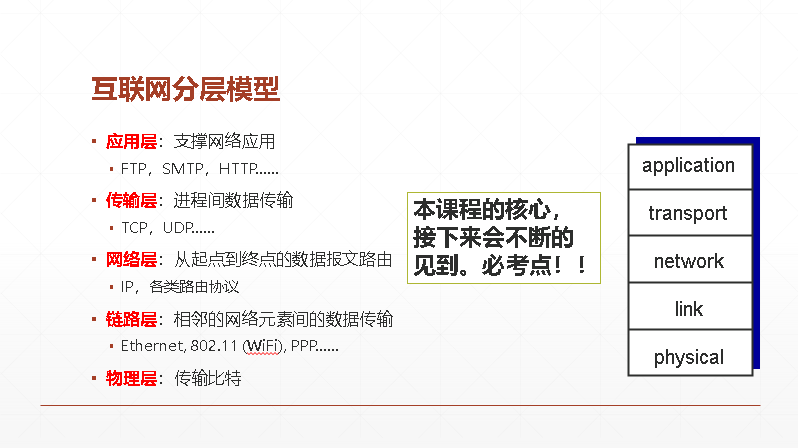 互联网分层模型
▪ 应用层：支撑网络应用
▪ FTP，SMTP，HTTP……
▪ 传输层：进程间数据传输
▪ TCP，UDP……
▪ 网络层：从起点到终点的数据报文路由
▪ IP，各类路由协议
▪ 链路层：相邻的网络元素间的数据传输
▪ Ethernet, 802.11 (WiFi), PPP……
▪ 物理层：传输比特
本课程的核心，
接下来会不断的
见到。必考点！！
application
transport
network
link
physical